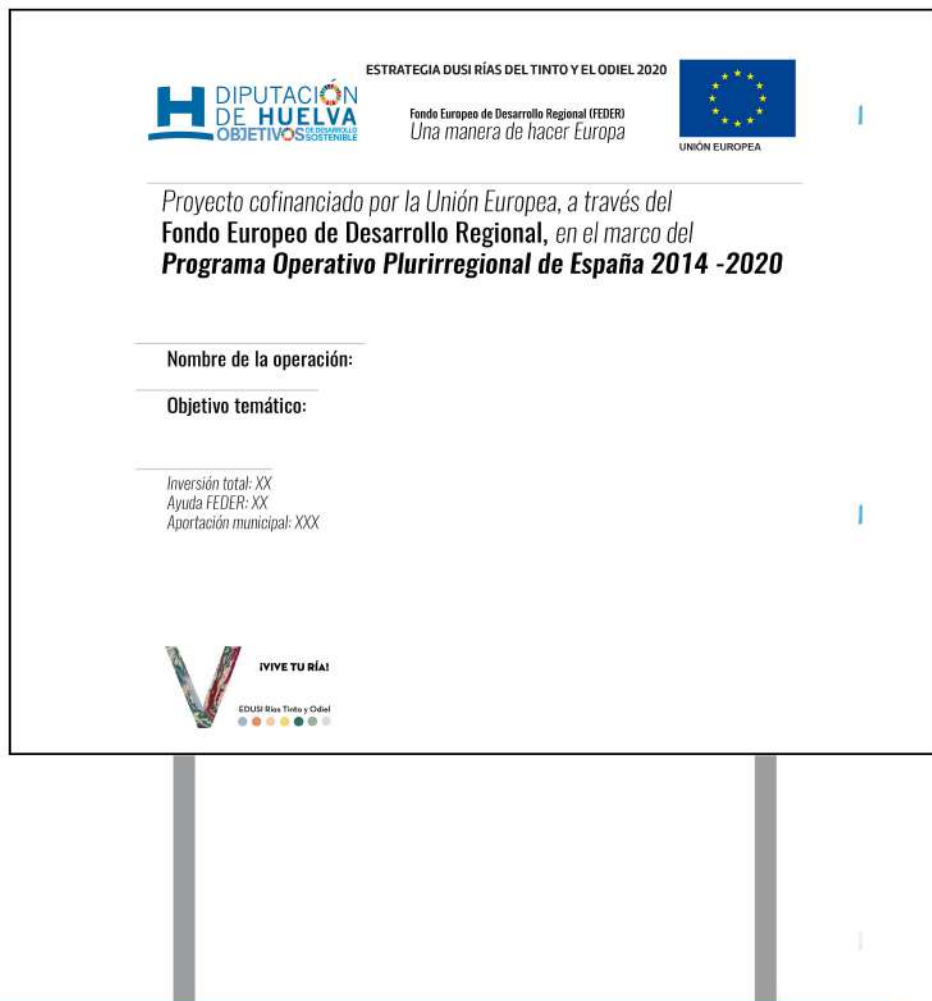 ESTRATEGIA DUSI RÍAS DEL TINTO Y EL ODIEL 2020
DIPUTACIÓN
DE HUELVA
OBJETIVOS DE DESARROLLO SOSTENIBLE
Fondo Europeo de Desarrollo Regional (FEDER)
Una manera de hacer Europa
UNIÓN EUROPEA
Proyecto cofinanciado por la Unión Europea, a través del
Fondo Europeo de Desarrollo Regional, en el marco del
Programa Operativo Plurirregional de España 2014 -2020
Nombre de la operación:
Objetivo temático:
Inversión total: XX
Ayuda FEDER: XX
Aportación municipal: XXX
¡VIVE TU RÍA!
EDUSI Rías Tinto y Odiel